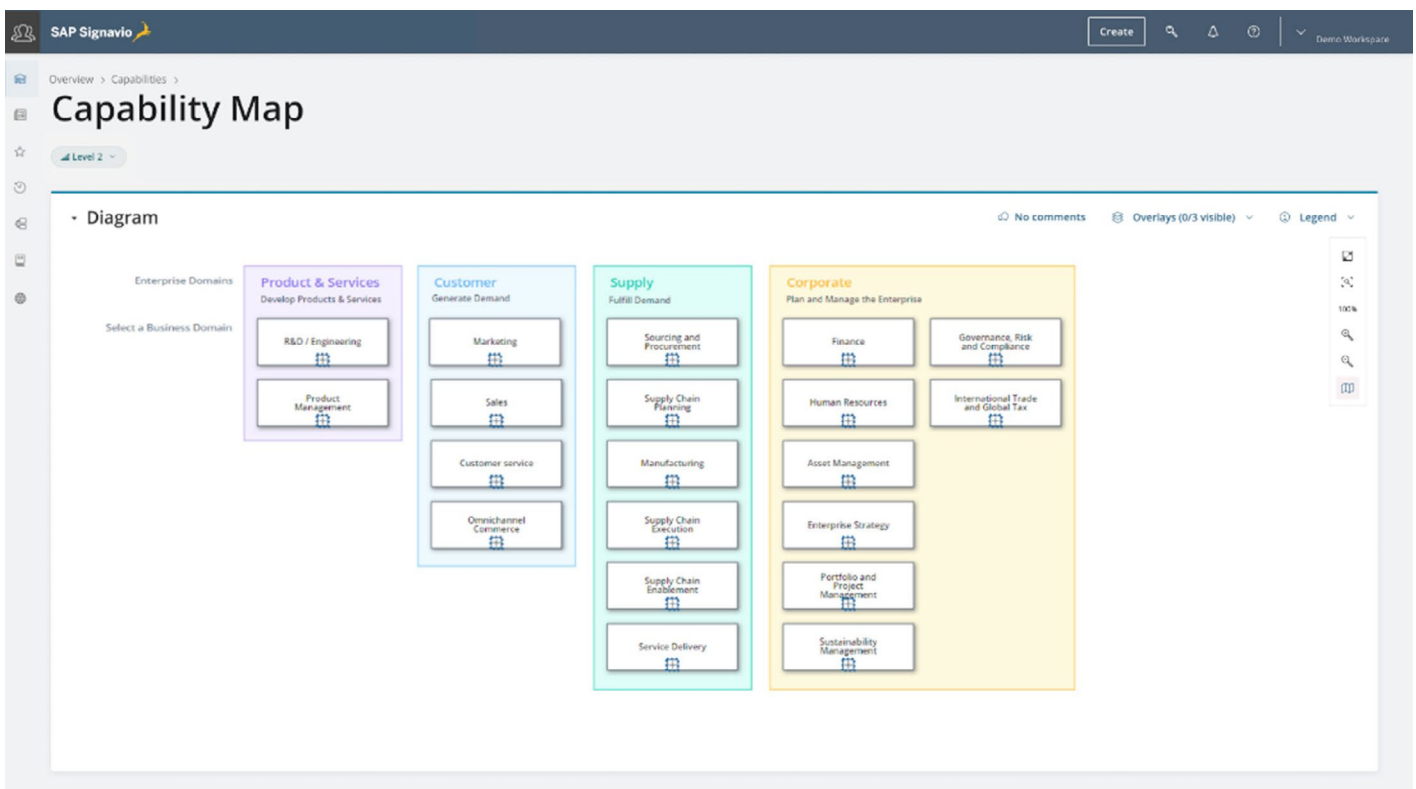 SAP Signavio
Create
Demo Workspace
Overview > Capabilities >
Capability Map
Level 2
Diagram
No comments
Overlays (0/3 visible)
Legend
100%
Enterprise Domains
Select a Business Domain
Product & Services
Develop Products & Services
R&D / Engineering
Product
Management
Customer
Generate Demand
Marketing
Sales
Customer service
Omnichannel
Commerce
Supply
Fulfill Demand
Sourcing and
Procurement
Supply Chain
Planning
Manufacturing
Supply Chain
Execution
Supply Chain
Enablement
Service Delivery
Corporate
Plan and Manage the Enterprise
Finance
Human Resources
Asset Management
Enterprise Strategy
Portfolio and
Project
Management
Sustainability
Management
Governance, Risk
and Compliance
International Trade
and Global Tax